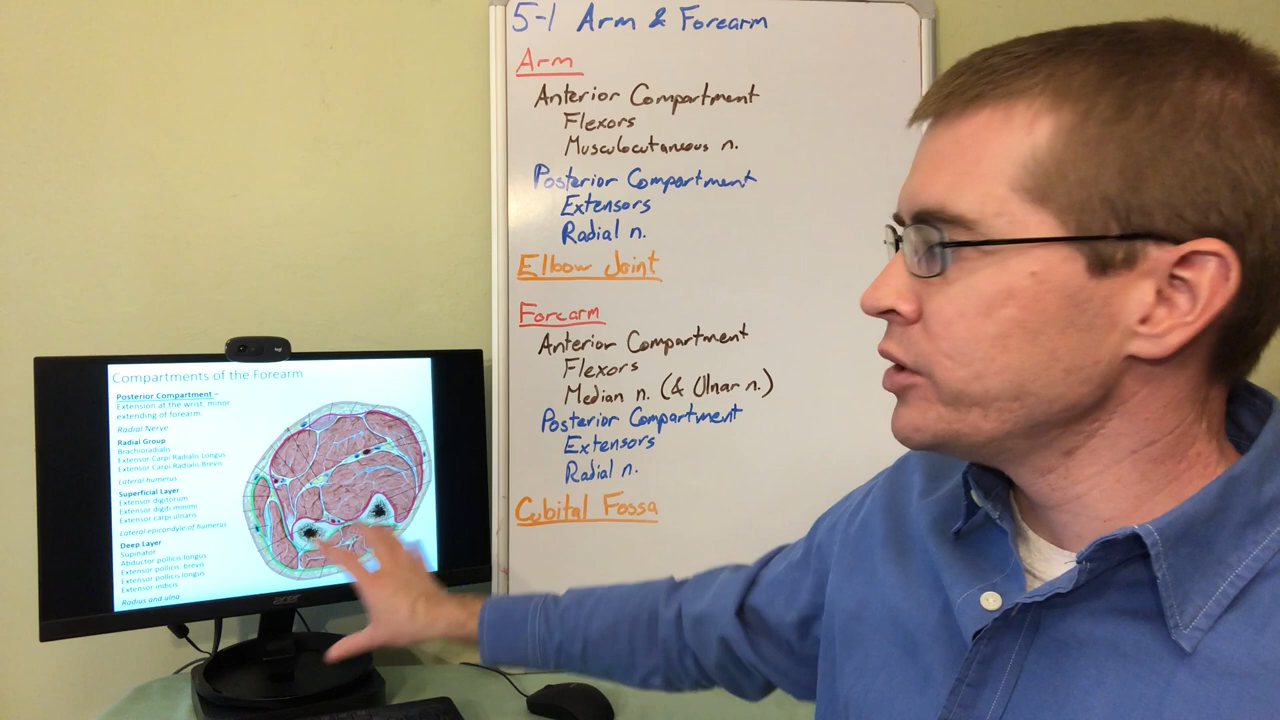 5-1 Arm & Forearm
Arm
Anterior Compartment
Flexors
Musculocutaneous n.
Posterior Compartment
Extensors
Radial n.
Elbow Joint
Forearm
Anterior Compartment
Flexors
Median n. (& Ulnar n.)
Posterior Compartment
Extensors
Radial n.
Cubital Fossa
Compartments of the Forearm
Posterior Compartment –
Extension at the wrist, minor
extending of forearm.
Radial Nerve
Radial Group
Brachioradialis
Extensor Carpi Radialis Longus
Extensor Carpi Radialis Brevis
Lateral humerus
Superficial Layer
Extensor digitorum
Extensor digiti minimi
Extensor carpi ulnaris
Lateral epicondyle of humerus
Deep Layer
Supinator
Abductor pollicis longus
Extensor pollicis brevis
Extensor pollicis longus
Extensor indicis
Radius and ulna
acer
logi